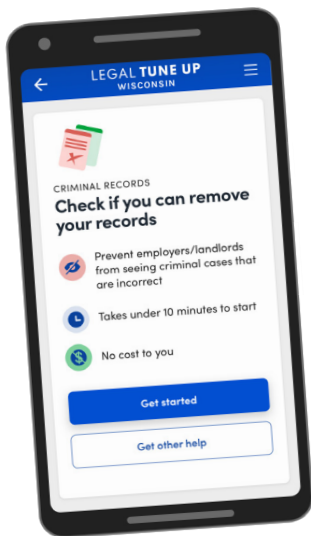 LEGAL TUNE UP
WISCONSIN
CRIMINAL RECORDS
Check if you can remove
your records
Prevent employers/landlords
from seeing criminal cases that
are incorrect
Takes under 10 minutes to start
No cost to you
Get started
Get other help